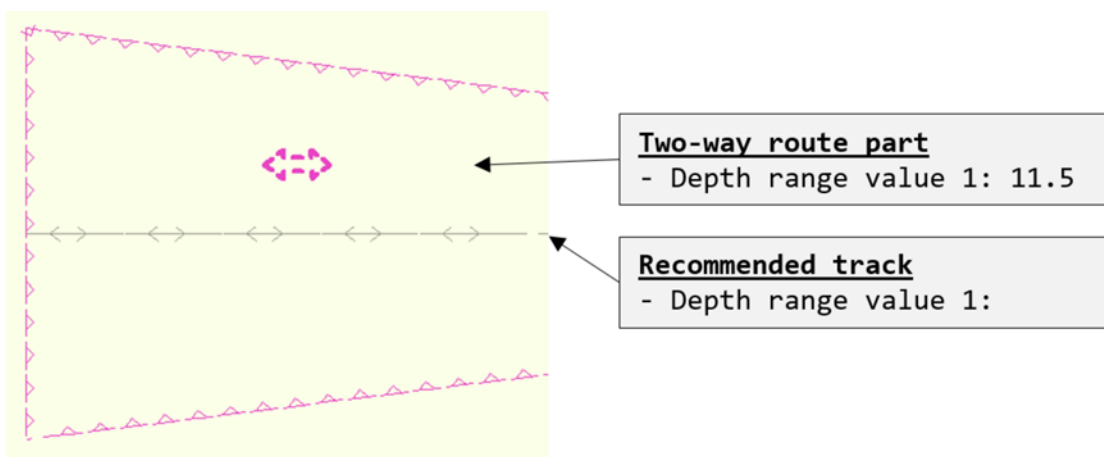 Two-way route part
- Depth range value 1: 11.5
Recommended track
- Depth range value 1: